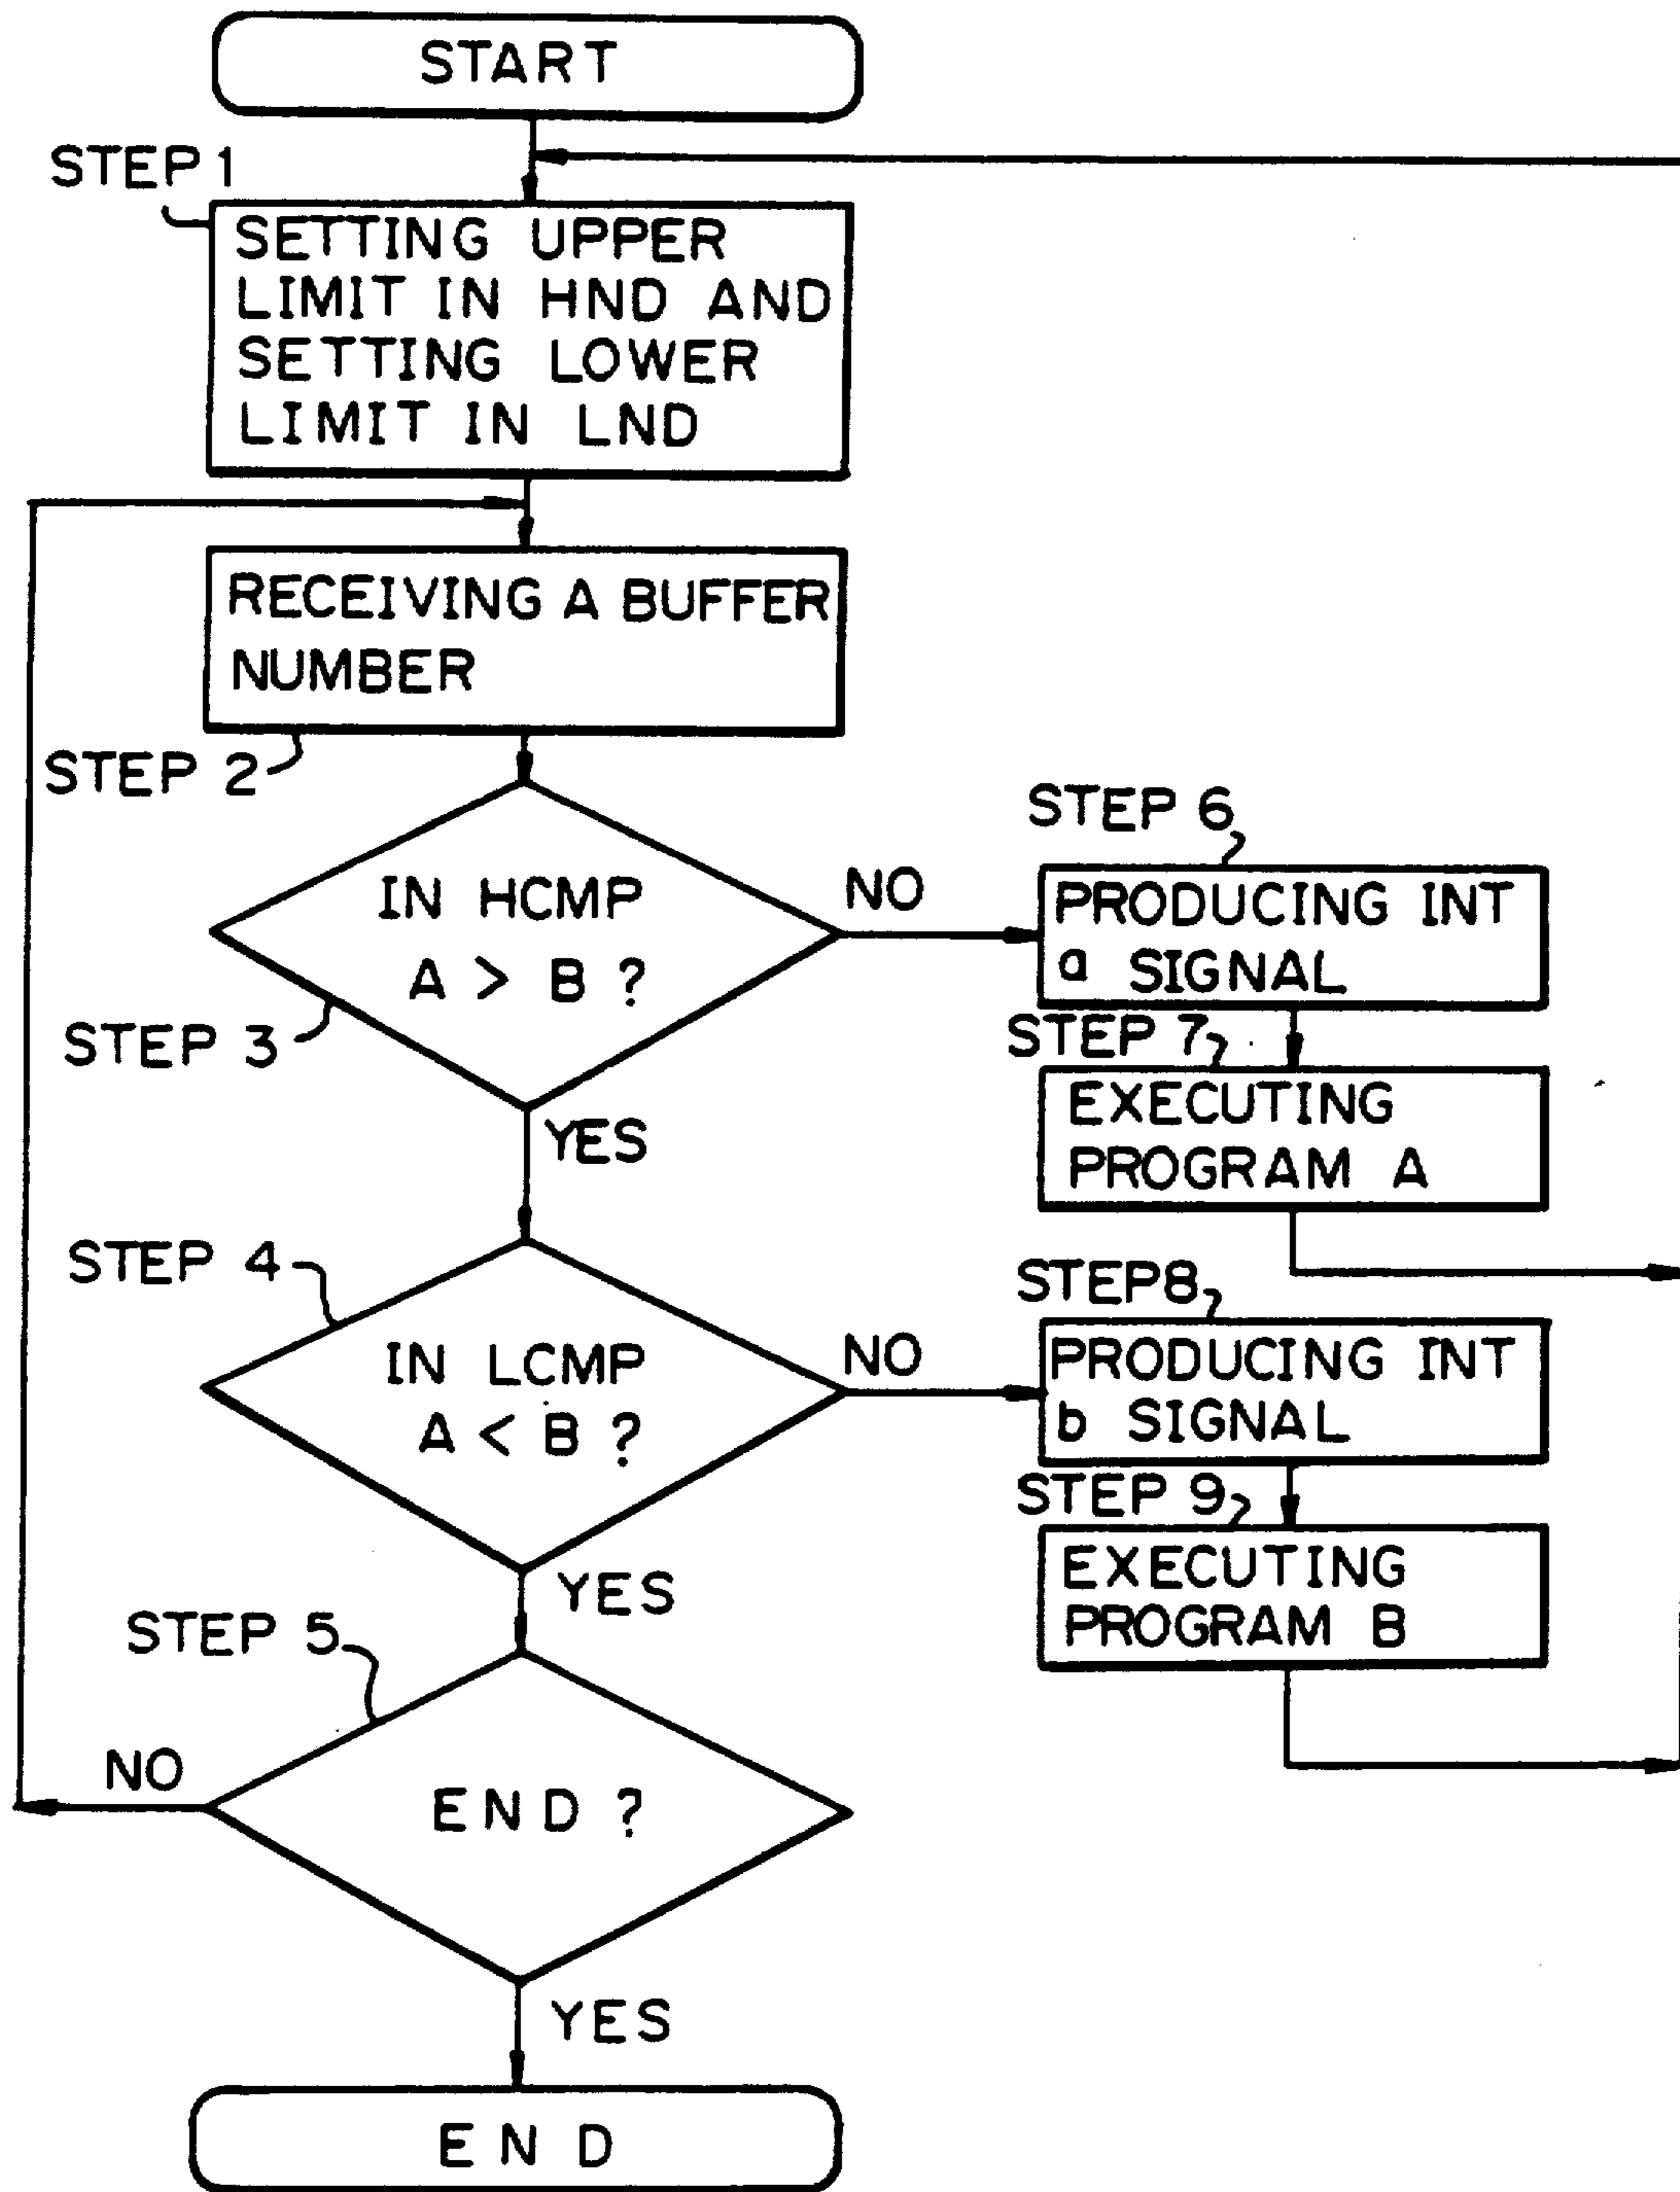 START
STEP 1
SETTING UPPER
LIMIT IN HND AND
SETTING LOWER
LIMIT IN LND
RECEIVING A BUFFER
NUMBER
STEP 2
IN HCMP
A > B ?
STEP 3
NO
YES
STEP 6
PRODUCING INT
a SIGNAL
STEP 7
EXECUTING
PROGRAM A
STEP 4
IN LCMP
A < B ?
NO
YES
STEP8
PRODUCING INT
b SIGNAL
STEP 9
EXECUTING
PROGRAM B
STEP 5
END ?
NO
YES
END